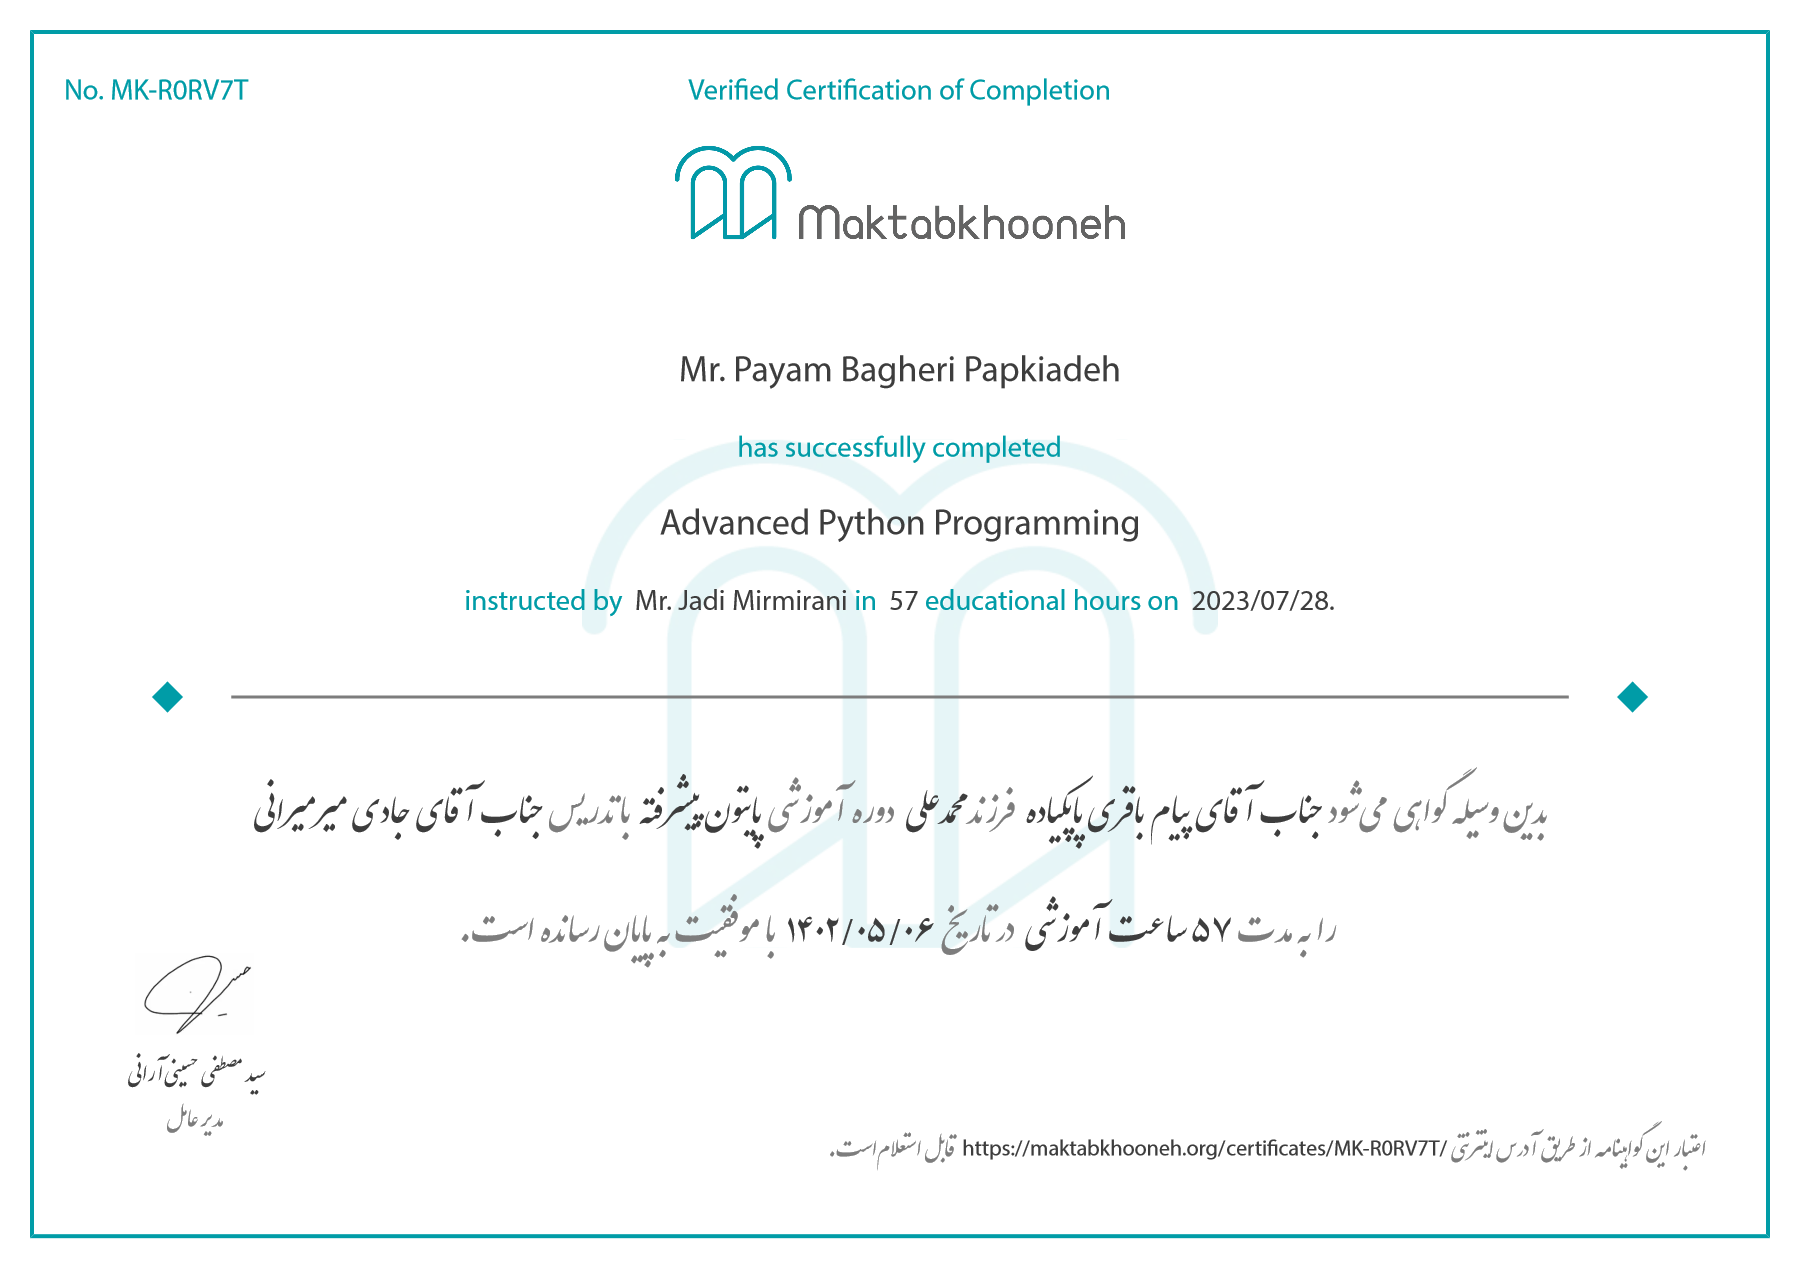 No. MK-R0RV7T
Verified Certification of Completion
Maktabkhooneh
Mr. Payam Bagheri Papkiadeh
has successfully completed
Advanced Python Programming
instructed by Mr. Jadi Mirmirani in 57 educational hours on 2023/07/28.
بدین وسیله گواهی می‌شود جناب آقای پیام باقری پاپکیاده فرزند محمدعلی دوره آموزشی پایتون پیشرفته با تدریس جناب آقای جادی میرمیرانی
را به مدت ۵۷ ساعت آموزشی در تاریخ ۱۴۰۲/۰۵/۰۶ با موفقیت به پایان رسانده است.
سید مصطفی حسینی آرانی
مدیر عامل
اعتبار این گواهینامه از طریق آدرس اینترنتی https://maktabkhooneh.org/certificates/MK-R0RV7T/ قابل استعلام است.